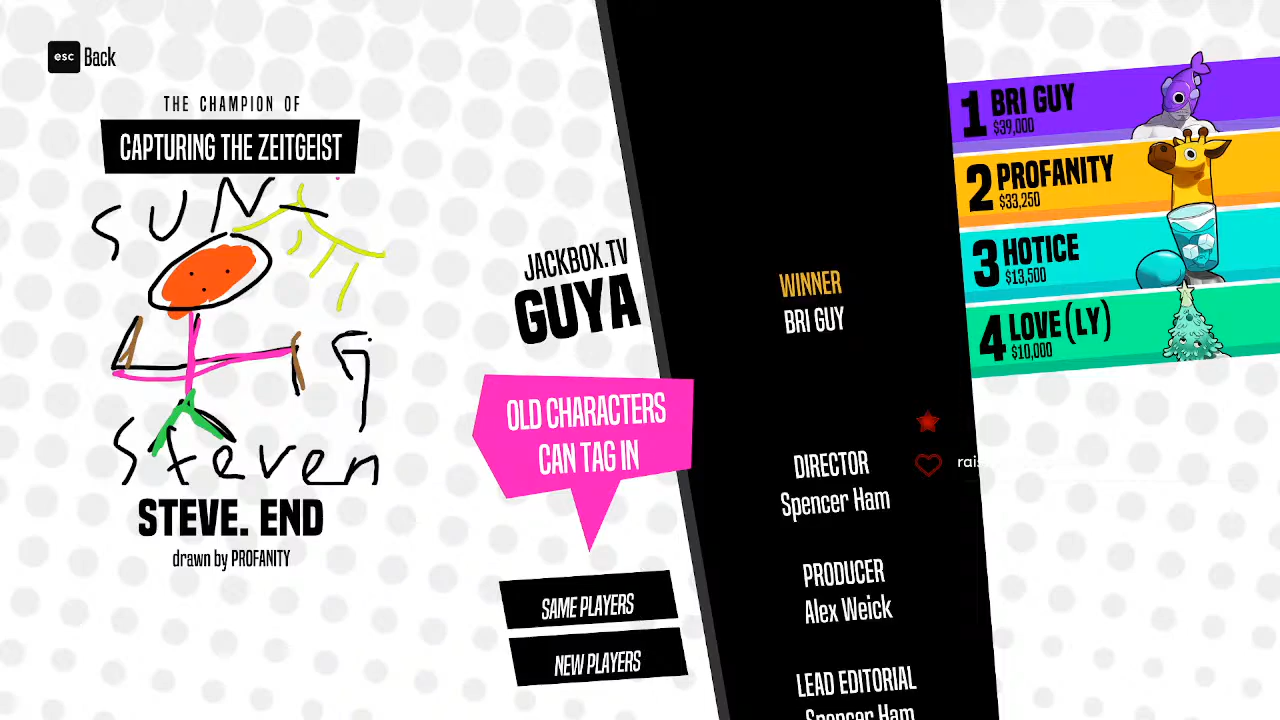 esc Back
THE CHAMPION OF
CAPTURING THE ZEITGEIST
SUN
Steven
STEVE. END
drawn by PROFANITY
JACKBOX.TV
GUYA
OLD CHARACTERS
CAN TAG IN
SAME PLAYERS
NEW PLAYERS
WINNER
BRI GUY
DIRECTOR
Spencer Ham
PRODUCER
Alex Weick
LEAD EDITORIAL
Spencer Ham
1 BRI GUY
$39,000
2 PROFANITY
$33,250
3 HOTICE
$13,500
4 LOVE(LY)
$10,000